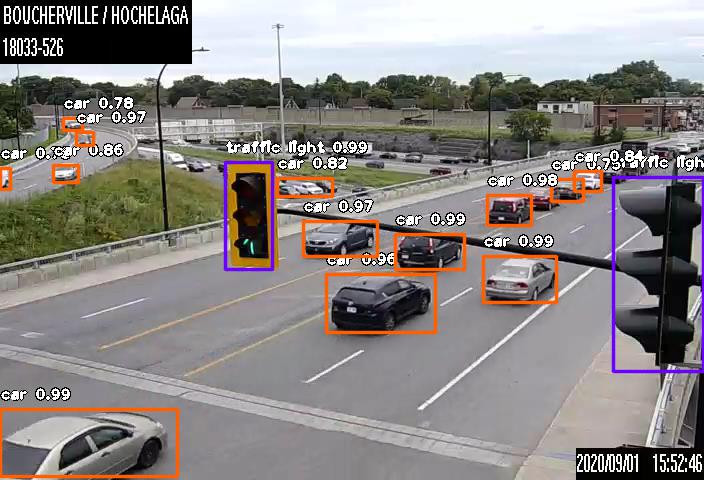 BOUCHERVILLE / HOCHELAGA
18033-526
car 0.78
car 0.97
car 0.86
traffic light 0.99
car 0.82
car 0.84
car 0.98
car 0.97
car 0.99
car 0.99
car 0.96
car 0.99
2020/09/01 15:52:46